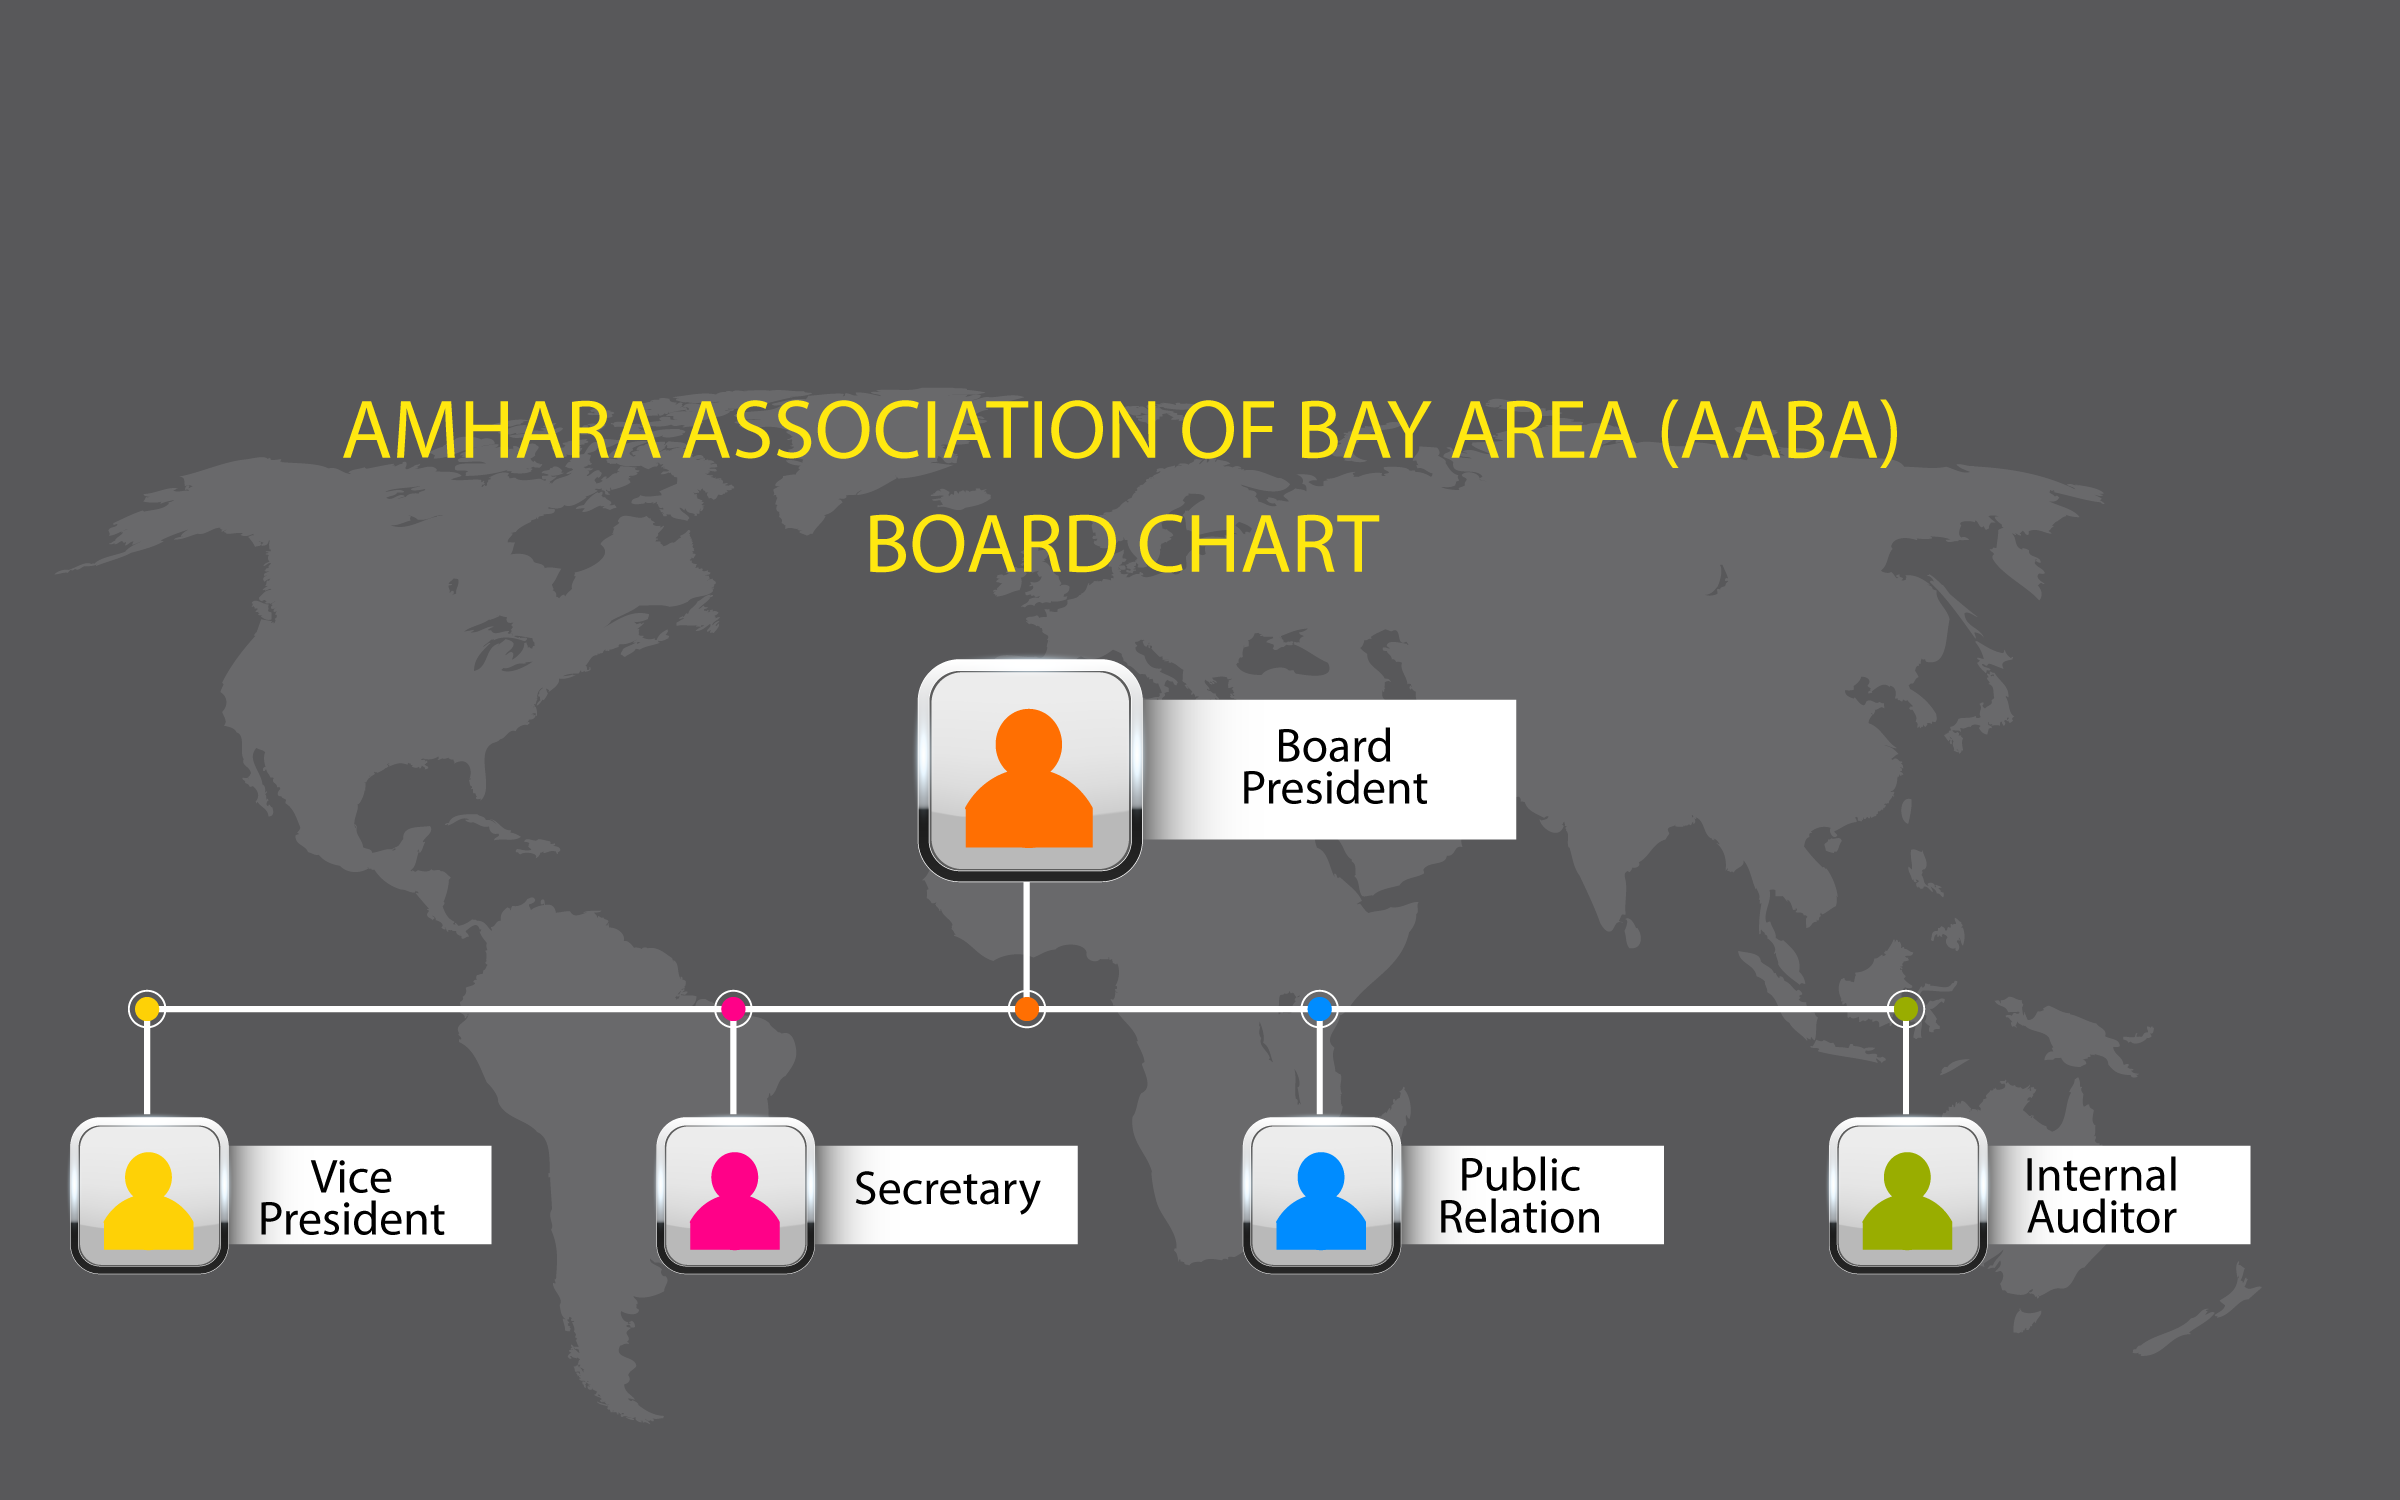 AMHARA ASSOCIATION OF BAY AREA (AABA)
BOARD CHART
Board
President
Vice
President
Secretary
Public
Relation
Internal
Auditor